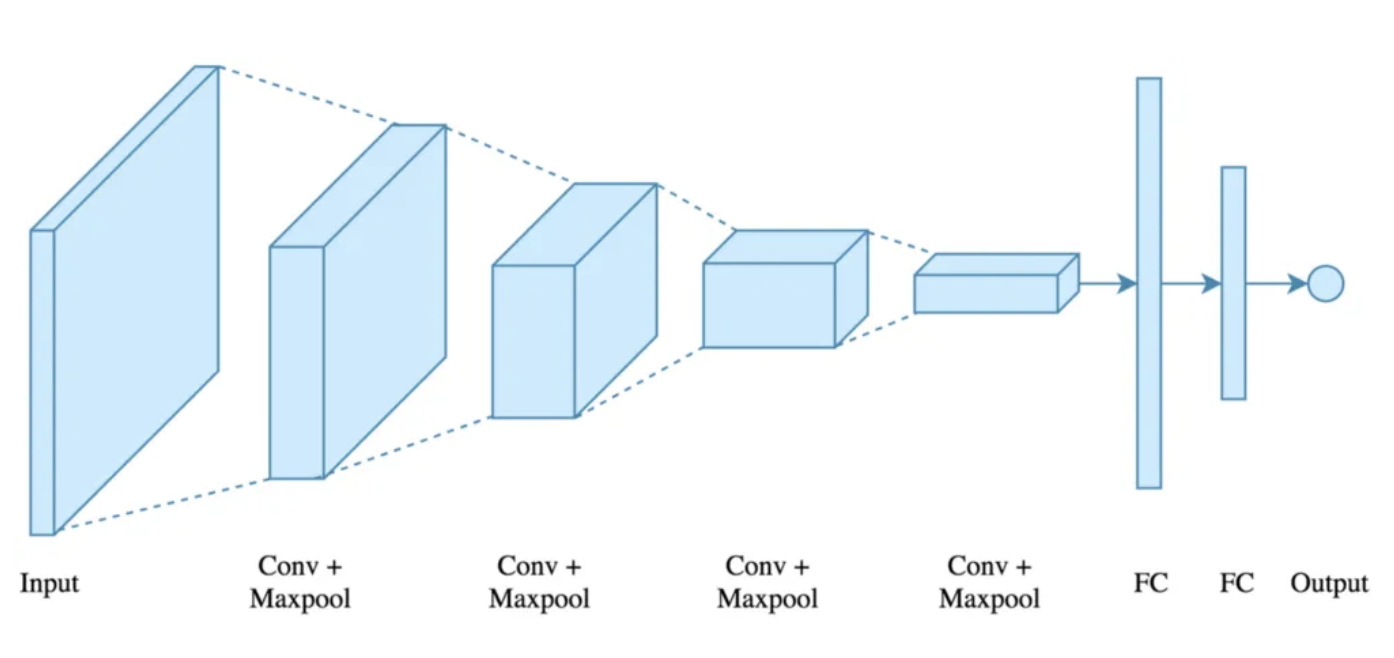 Input
Conv +
Maxpool
Conv +
Maxpool
Conv +
Maxpool
Conv +
Maxpool
FC
FC
Output